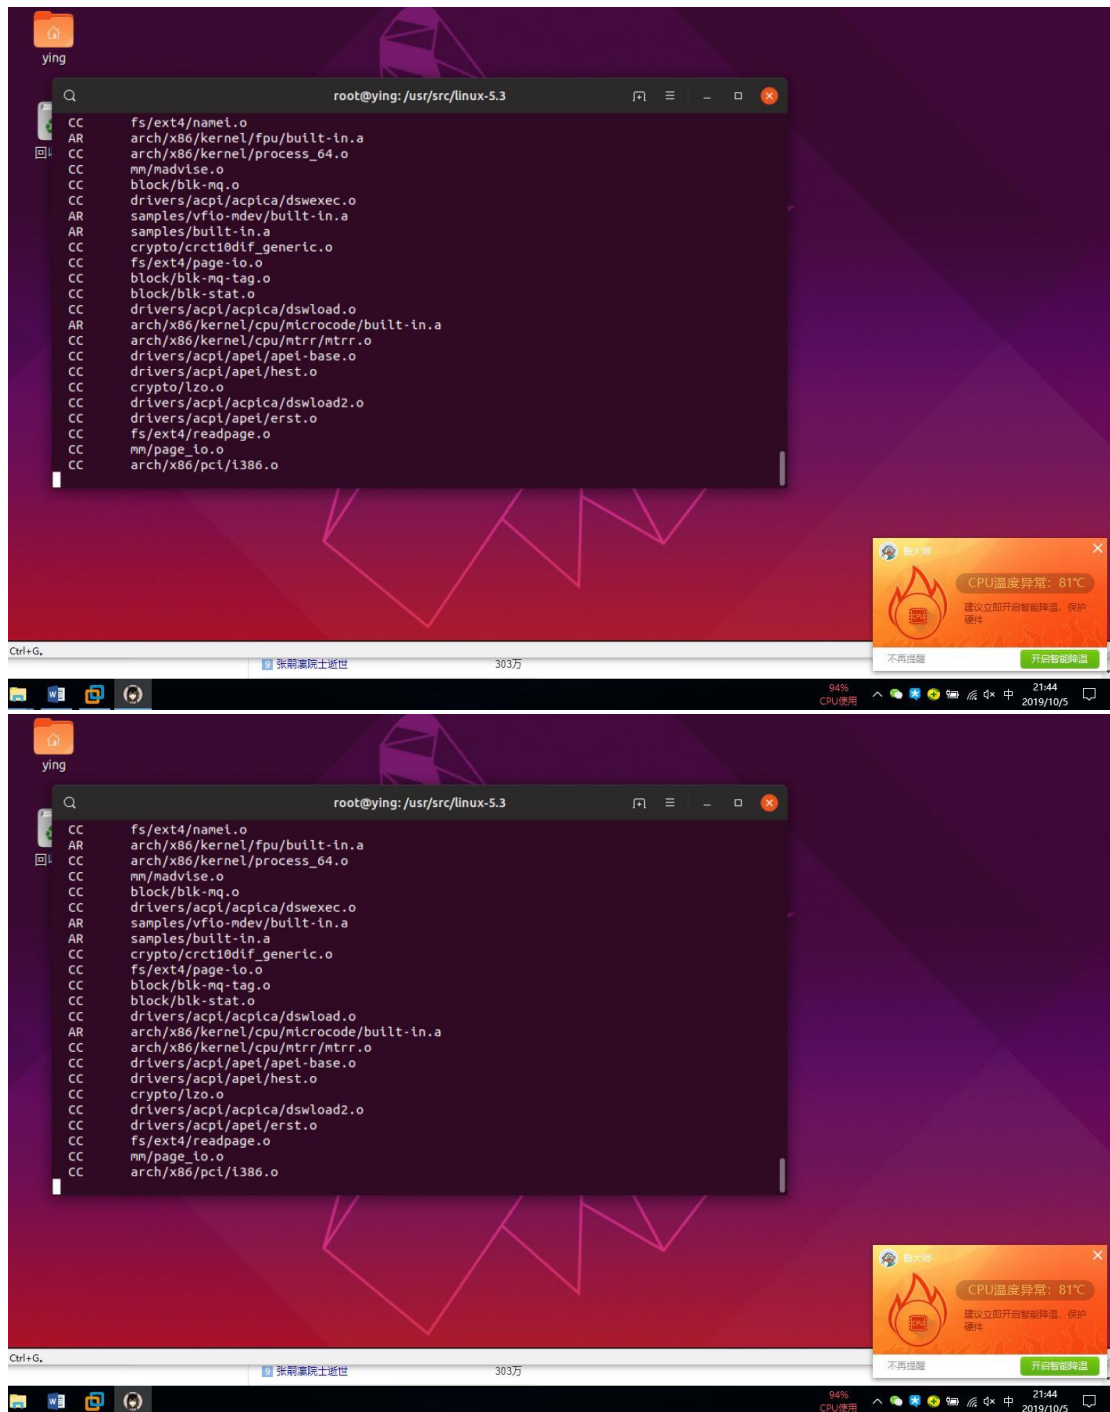 ying
root@ying: /usr/src/linux-5.3
CC fs/ext4/namei.o
AR arch/x86/kernel/fpu/built-in.a
CC arch/x86/kernel/process_64.o
CC mm/madvise.o
CC block/blk-mq.o
CC drivers/acpi/acpica/dswexec.o
AR samples/vfio-mdev/built-in.a
AR samples/built-in.a
CC crypto/crct10dif_generic.o
CC fs/ext4/page-io.o
CC block/blk-mq-tag.o
CC block/blk-stat.o
CC drivers/acpi/acpica/dswload.o
AR arch/x86/kernel/cpu/microcode/built-in.a
CC arch/x86/kernel/cpu/mtrr/mtrr.o
CC drivers/acpi/apei/apei-base.o
CC drivers/acpi/apei/hest.o
CC crypto/lzo.o
CC drivers/acpi/acpica/dswload2.o
CC drivers/acpi/apei/erst.o
CC fs/ext4/readpage.o
CC mm/page_io.o
CC arch/x86/pci/i386.o
鲁大师
CPU温度异常：81℃
建议立即开启智能降温，保护
硬件
CPU
不再提醒 开启智能降温
Ctrl+G。
9 张嗣瀛院士逝世 303万
94%
CPU使用
中
21:44
2019/10/5
ying
root@ying: /usr/src/linux-5.3
CC fs/ext4/namei.o
AR arch/x86/kernel/fpu/built-in.a
CC arch/x86/kernel/process_64.o
CC mm/madvise.o
CC block/blk-mq.o
CC drivers/acpi/acpica/dswexec.o
AR samples/vfio-mdev/built-in.a
AR samples/built-in.a
CC crypto/crct10dif_generic.o
CC fs/ext4/page-io.o
CC block/blk-mq-tag.o
CC block/blk-stat.o
CC drivers/acpi/acpica/dswload.o
AR arch/x86/kernel/cpu/microcode/built-in.a
CC arch/x86/kernel/cpu/mtrr/mtrr.o
CC drivers/acpi/apei/apei-base.o
CC drivers/acpi/apei/hest.o
CC crypto/lzo.o
CC drivers/acpi/acpica/dswload2.o
CC drivers/acpi/apei/erst.o
CC fs/ext4/readpage.o
CC mm/page_io.o
CC arch/x86/pci/i386.o
鲁大师
CPU温度异常：81℃
建议立即开启智能降温，保护
硬件
CPU
不再提醒 开启智能降温
Ctrl+G。
9 张嗣瀛院士逝世 303万
94%
CPU使用
中
21:44
2019/10/5